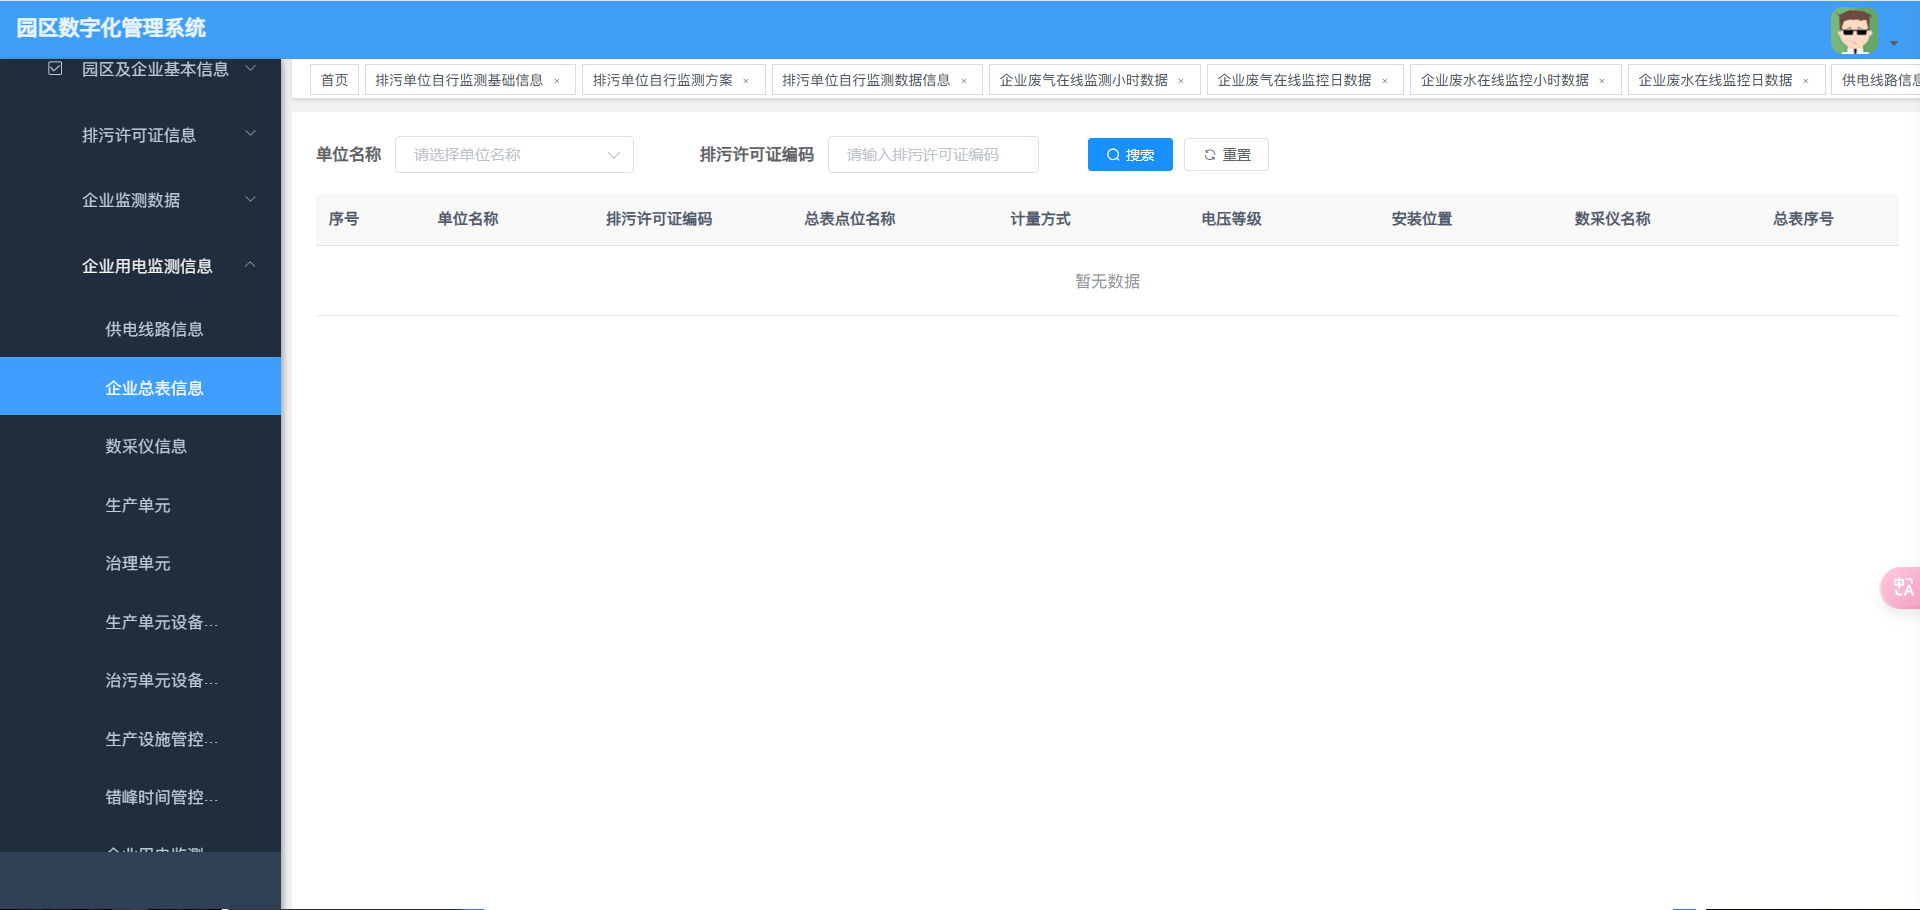 园区数字化管理系统
园区及企业基本信息
排污许可证信息
企业监测数据
企业用电监测信息
供电线路信息
企业总表信息
数采仪信息
生产单元
治理单元
生产单元设备...
治污单元设备...
生产设施管控...
错峰时间管控...
企业用电监测
首页 排污单位自行监测基础信息 × 排污单位自行监测方案 × 排污单位自行监测数据信息 × 企业废气在线监测小时数据 × 企业废气在线监控日数据 × 企业废水在线监控小时数据 × 企业废水在线监控日数据 × 供电线路信息
单位名称 请选择单位名称 排污许可证编码 请输入排污许可证编码 搜索 重置
序号 单位名称 排污许可证编码 总表点位名称 计量方式 电压等级 安装位置 数采仪名称 总表序号
暂无数据
中A